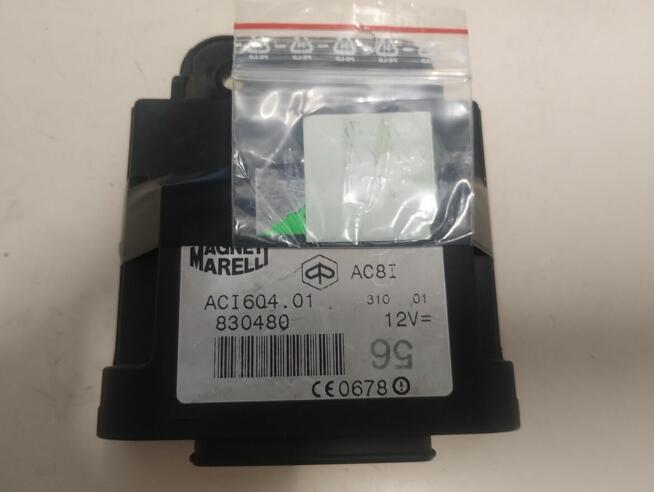 MAGNETI
MARELLI
AC8I
ACI604.01 310 01
830480 12V=
56
CE0678